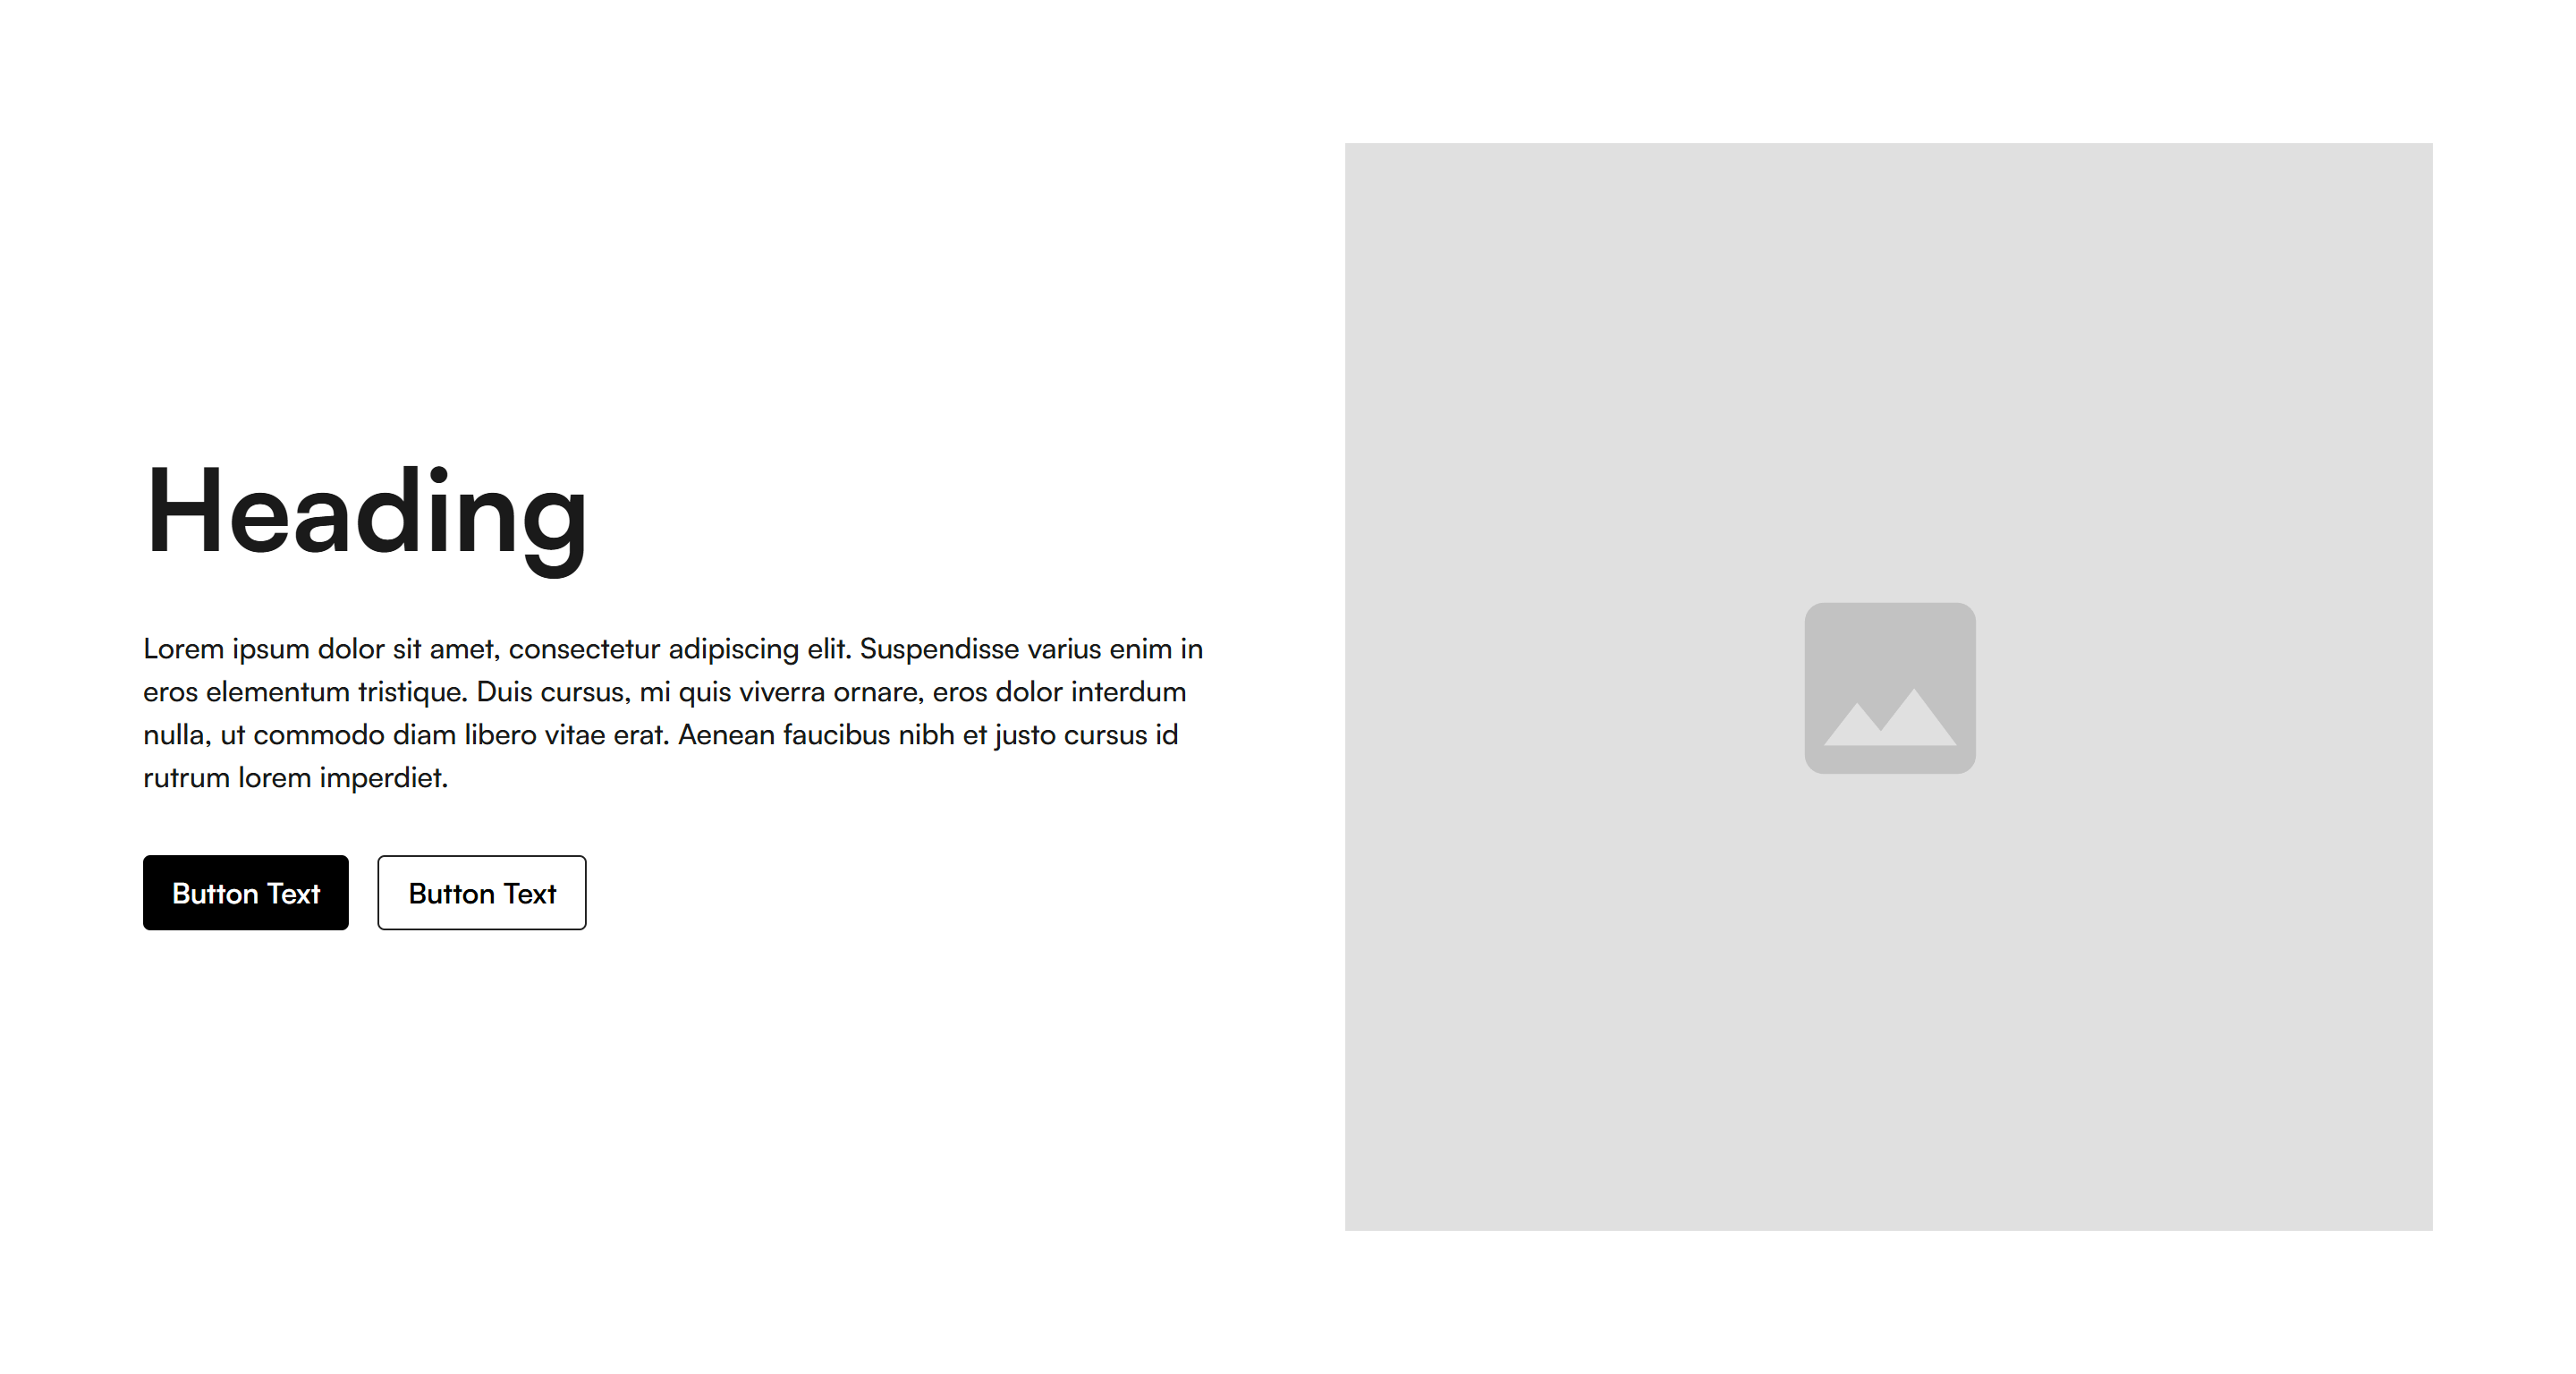 Heading
Lorem ipsum dolor sit amet, consectetur adipiscing elit. Suspendisse varius enim in
eros elementum tristique. Duis cursus, mi quis viverra ornare, eros dolor interdum
nulla, ut commodo diam libero vitae erat. Aenean faucibus nibh et justo cursus id
rutrum lorem imperdiet.
Button Text
Button Text